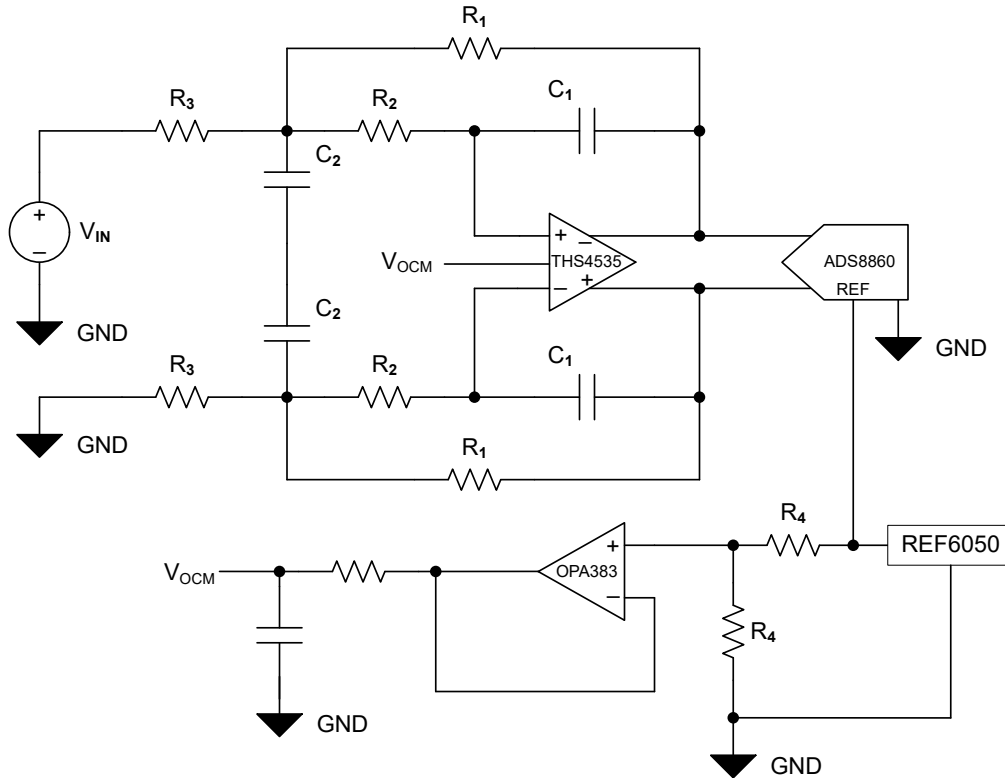 R1
R3
R2
C1
C2
+
−
VIN
+
−
THS4535
+
−
VOCM
ADS8860
REF
GND
GND
C2
C1
R3
R2
GND
R1
R4
REF6050
VOCM
+
OPA383
−
R4
GND
GND